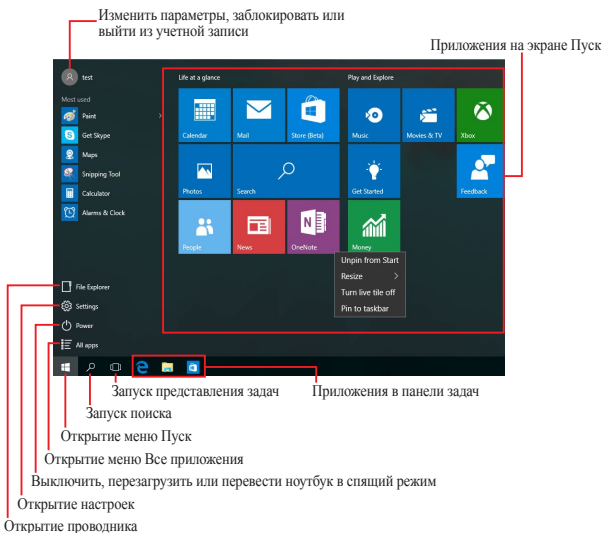 Изменить параметры, заблокировать или
выйти из учетной записи
Приложения на экране Пуск
test
Life at a glance
Play and Explore
Most used
Paint
Get Skype
Maps
Snipping Tool
Calculator
Alarms & Clock
Calendar
Mail
Store (Beta)
Music
Movies & TV
Xbox
Photos
Search
Get Started
Feedback
People
News
OneNote
Money
Unpin from Start
Resize
Turn live tile off
Pin to taskbar
File Explorer
Settings
Power
All apps
Запуск представления задач
Приложения в панели задач
Запуск поиска
Открытие меню Пуск
Открытие меню Все приложения
Выключить, перезагрузить или перевести ноутбук в спящий режим
Открытие настроек
Открытие проводника